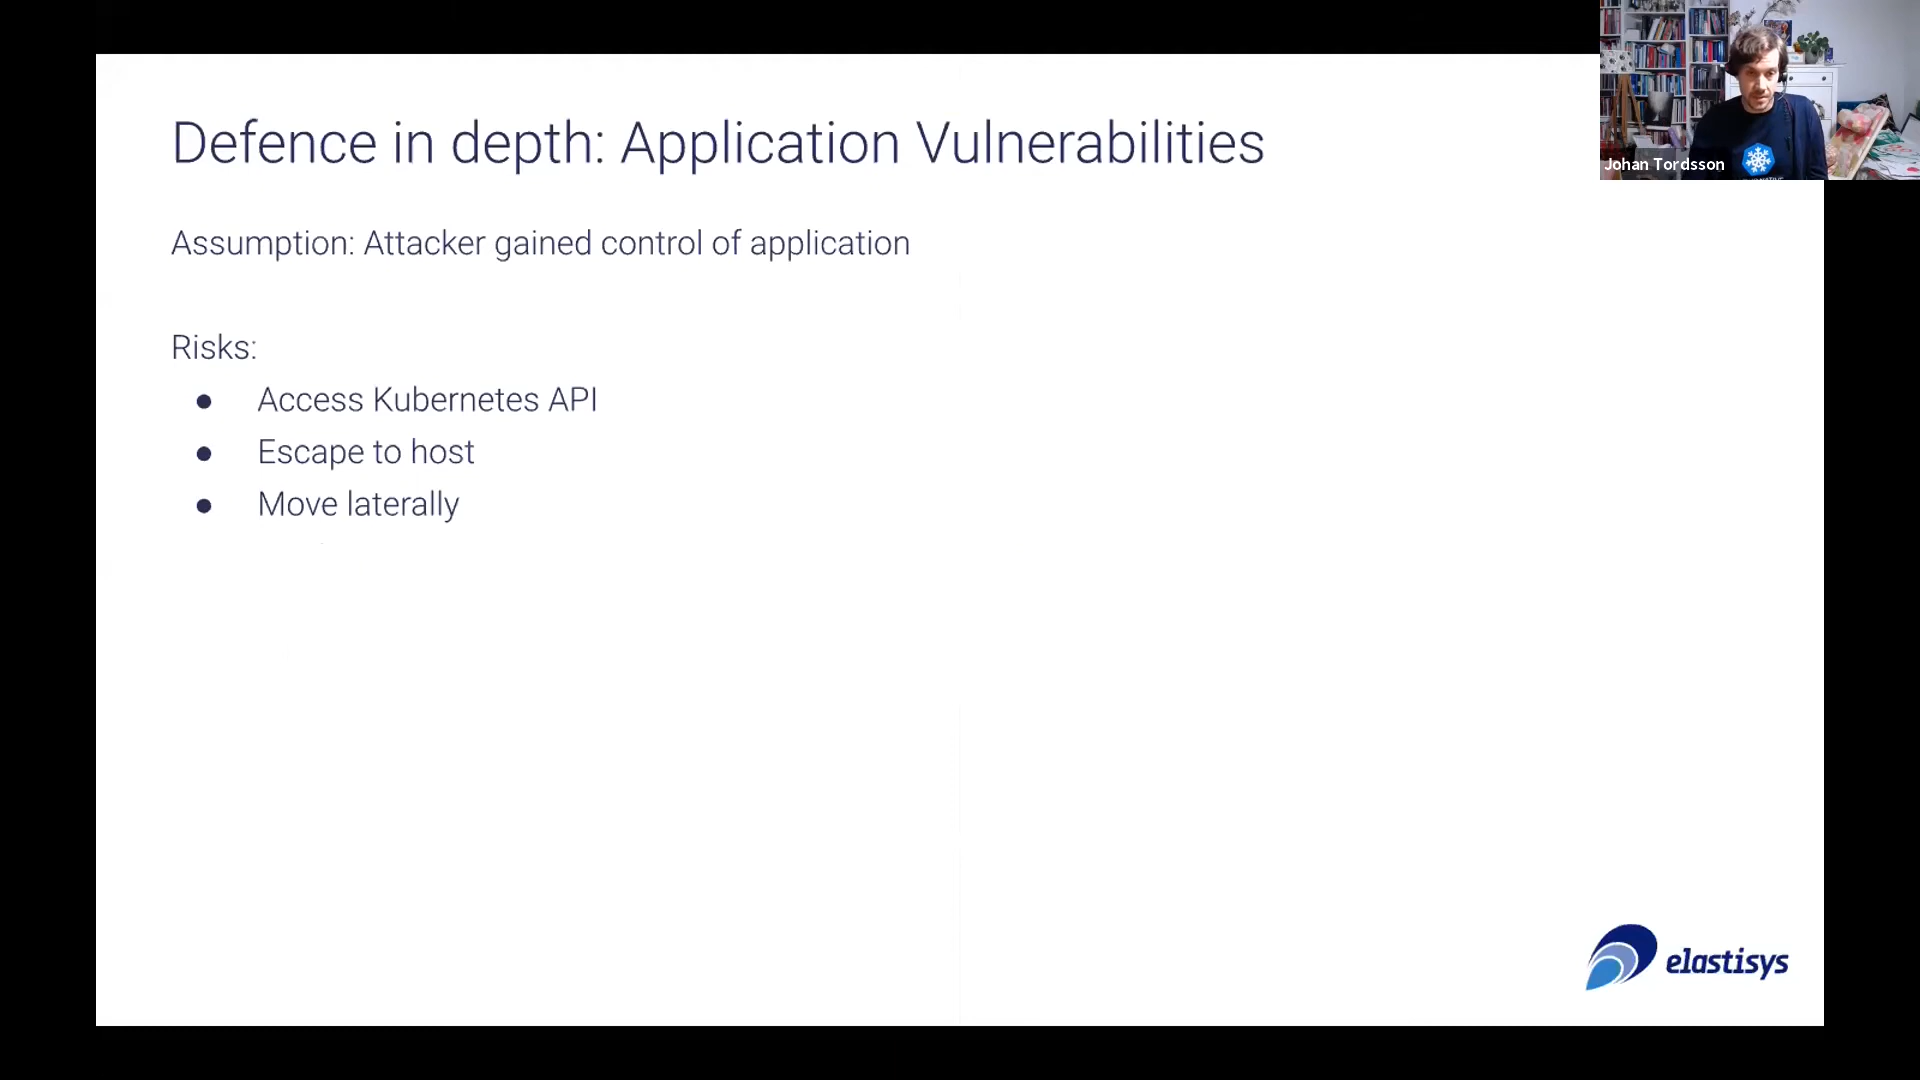 Defence in depth: Application Vulnerabilities
Johan Tordsson
Assumption: Attacker gained control of application
Risks:
● Access Kubernetes API
● Escape to host
● Move laterally
elastisys